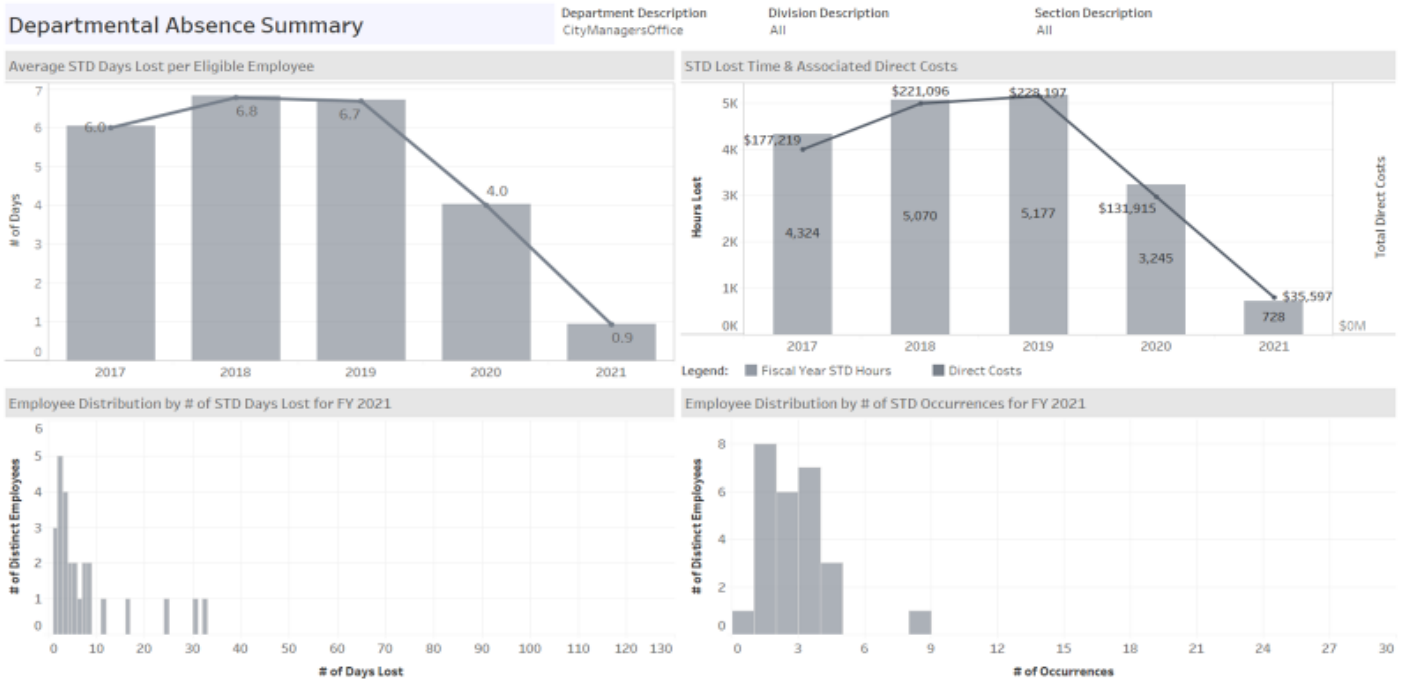 Departmental Absence Summary
Department Description
CityManagersOffice
Division Description
All
Section Description
All
Average STD Days Lost per Eligible Employee
7
6
5
4
3
2
1
0
# of Days
6.0
6.8
6.7
4.0
0.9
2017
2018
2019
2020
2021
STD Lost Time & Associated Direct Costs
5K
4K
3K
2K
1K
0K
Hours Lost
$177,219
$221,096
$228,197
$131,915
$35,597
4,324
5,070
5,177
3,245
728
$0M
Total Direct Costs
2017
2018
2019
2020
2021
Legend:
Fiscal Year STD Hours
Direct Costs
Employee Distribution by # of STD Days Lost for FY 2021
6
5
4
3
2
1
0
# of Distinct Employees
0 10 20 30 40 50 60 70 80 90 100 110 120 130
# of Days Lost
Employee Distribution by # of STD Occurrences for FY 2021
8
6
4
2
0
# of Distinct Employees
0 3 6 9 12 15 18 21 24 27 30
# of Occurrences